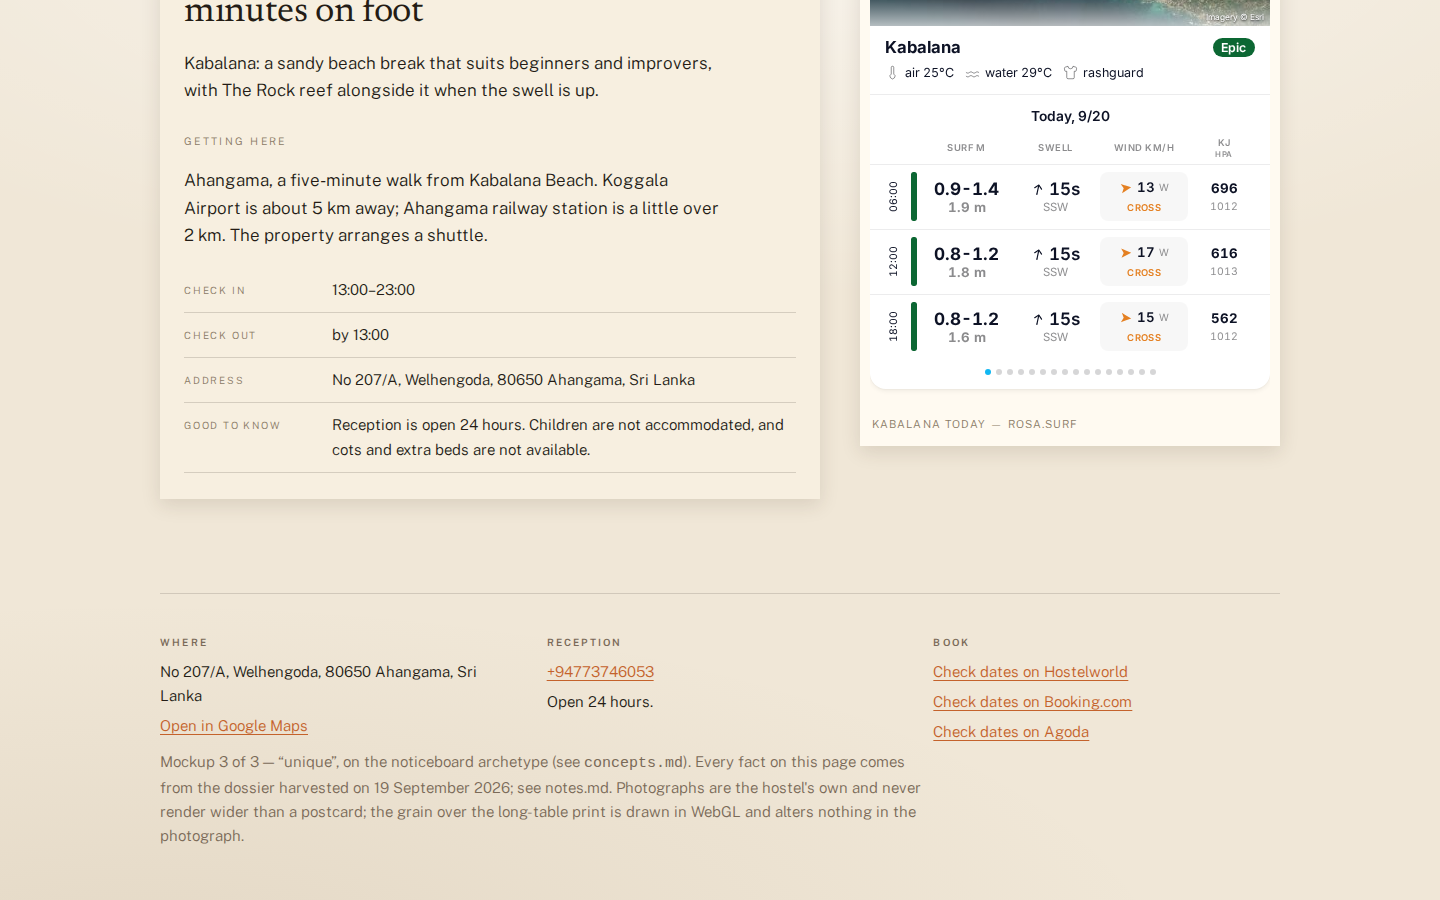 minutes on foot
Kabalana: a sandy beach break that suits beginners and improvers,
with The Rock reef alongside it when the swell is up.
GETTING HERE
Ahangama, a five-minute walk from Kabalana Beach. Koggala
Airport is about 5 km away; Ahangama railway station is a little over
2 km. The property arranges a shuttle.
CHECK IN 13:00–23:00
CHECK OUT by 13:00
ADDRESS No 207/A, Welhengoda, 80650 Ahangama, Sri Lanka
GOOD TO KNOW Reception is open 24 hours. Children are not accommodated, and
cots and extra beds are not available.
Imagery © Esri
Kabalana Epic
air 25°C water 29°C rashguard
Today, 9/20
SURF M SWELL WIND KM/H KJ
HPA
06:00 0.9-1.4 15s 13 W 696
1.9 m SSW CROSS 1012
12:00 0.8-1.2 15s 17 W 616
1.8 m SSW CROSS 1013
18:00 0.8-1.2 15s 15 W 562
1.6 m SSW CROSS 1012
KABALANA TODAY — ROSA.SURF
WHERE
No 207/A, Welhengoda, 80650 Ahangama, Sri
Lanka
Open in Google Maps
RECEPTION
+94773746053
Open 24 hours.
BOOK
Check dates on Hostelworld
Check dates on Booking.com
Check dates on Agoda
Mockup 3 of 3 — “unique”, on the noticeboard archetype (see concepts.md). Every fact on this page comes
from the dossier harvested on 19 September 2026; see notes.md. Photographs are the hostel's own and never
render wider than a postcard; the grain over the long-table print is drawn in WebGL and alters nothing in the
photograph.